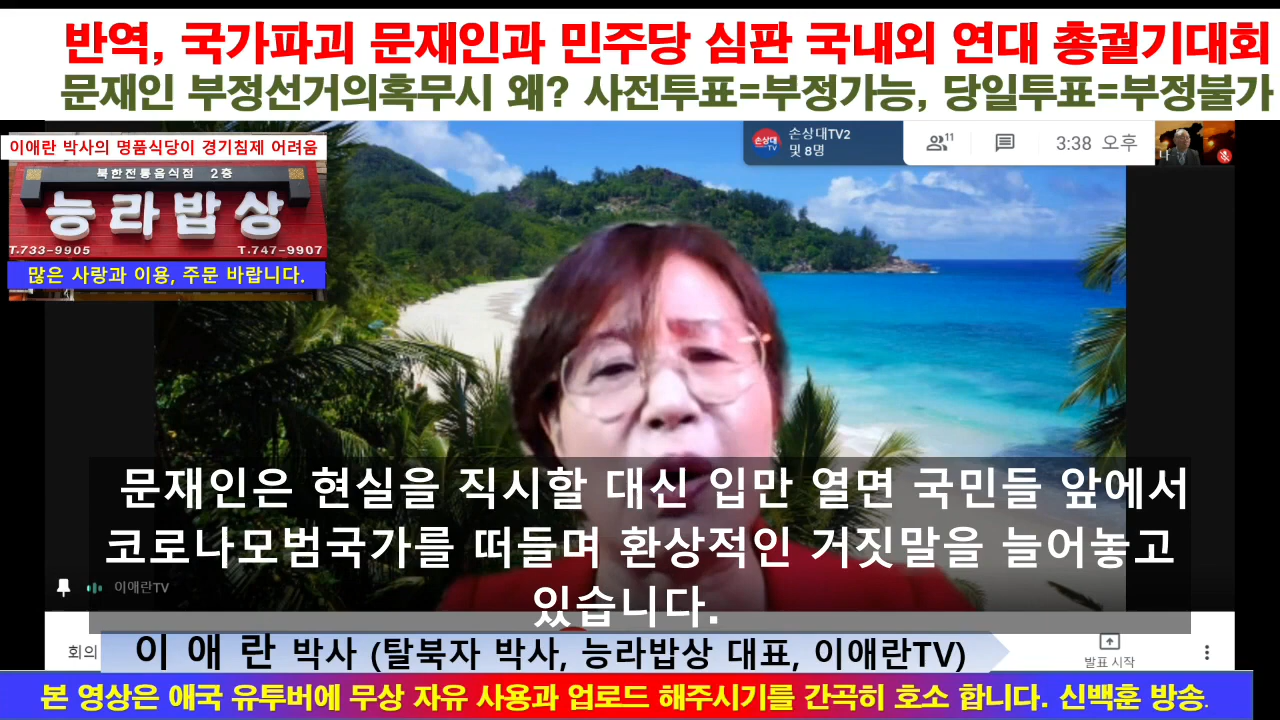 반역, 국가파괴 문재인과 민주당 심판 국내외 연대 총궐기대회
문재인 부정선거의혹무시 왜? 사전투표=부정가능, 당일투표=부정불가
이애란 박사의 명품식당이 경기침제 어려움
북한전통음식점 2층
능라밥상
T.733-9905 T.747-9907
많은 사랑과 이용, 주문 바랍니다.
손상대TV
손상대TV2
및 8명
11
3:38 오후
나
문재인은 현실을 직시할 대신 입만 열면 국민들 앞에서
코로나모범국가를 떠들며 환상적인 거짓말을 늘어놓고
있습니다.
이애란TV
회의
이 애 란 박사 (탈북자 박사, 능라밥상 대표, 이애란TV)
발표 시작
본 영상은 애국 유투버에 무상 자유 사용과 업로드 해주시기를 간곡히 호소 합니다. 신백훈 방송.